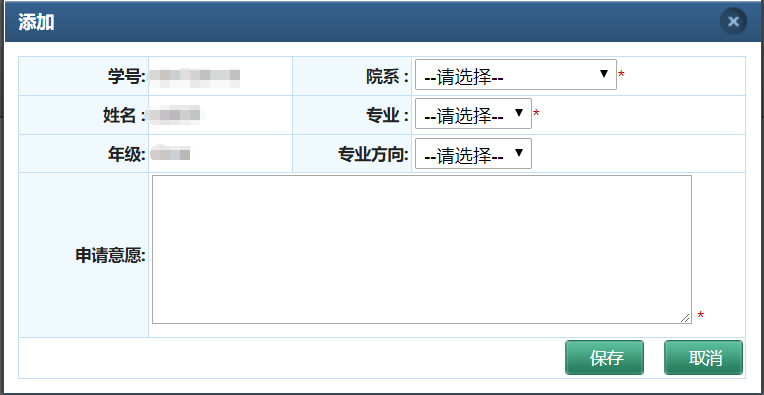 添加
学号: 院系 : --请选择-- *
姓名 : 专业 : --请选择-- *
年级: 专业方向: --请选择--
申请意愿: *
保存 取消